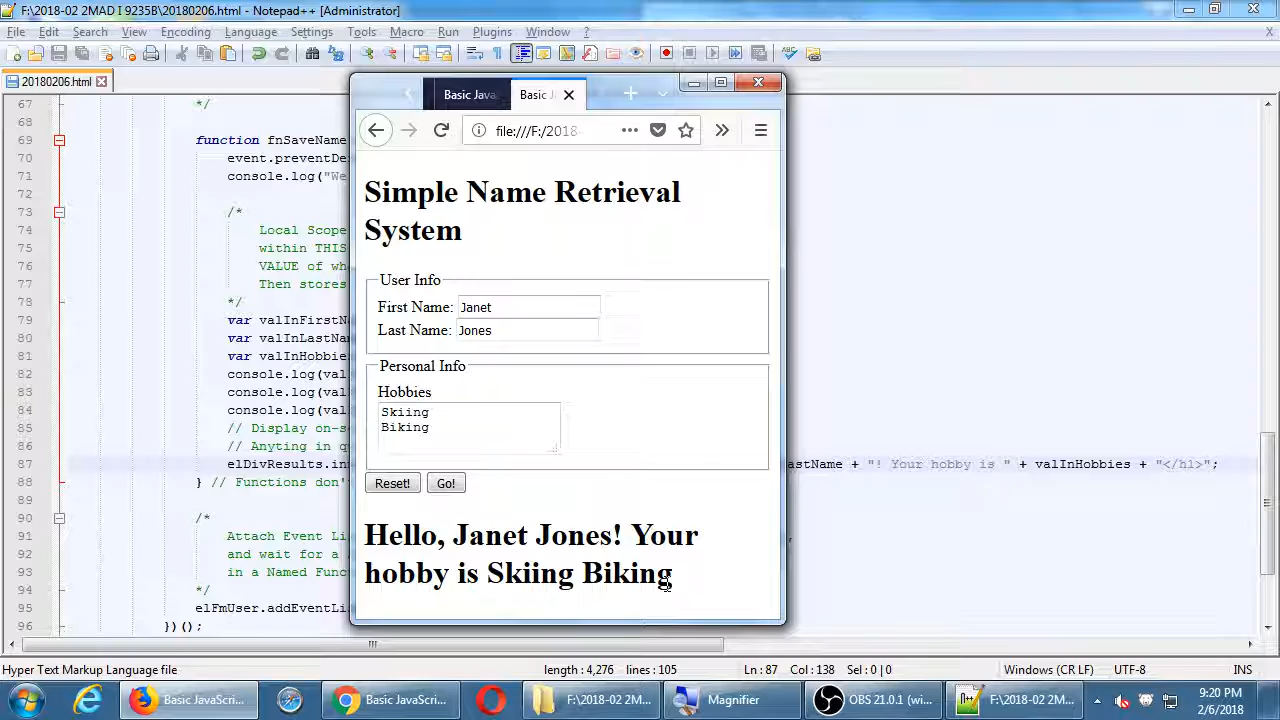 F:\2018-02 2MAD I 9235B\20180206.html - Notepad++ [Administrator]
File Edit Search View Encoding Language Settings Tools Macro Run Plugins Window ? X
20180206.html
Basic Java
Basic J
file:///F:/2018-
67 */
68
69 function fnSaveName
70 event.preventDe
71 console.log("We
72
73 /*
74 Local Scope
75 within THIS
76 VALUE of wh
77 Then stores
78 */
79 var valInFirstNa
80 var valInLastNam
81 var valInHobbies
82 console.log(val
83 console.log(val
84 console.log(val
85 // Display on-s
86 // Anyting in qu
87 elDivResults.inn
astName + "! Your hobby is " + valInHobbies + "</h1>";
88 } // Functions don'
89
90 /*
91 Attach Event Li
92 and wait for a
93 in a Named Func
94 */
95 elFmUser.addEventLi
96 })();
Simple Name Retrieval
System
User Info
First Name: Janet
Last Name: Jones
Personal Info
Hobbies
Skiing
Biking
Reset! Go!
Hello, Janet Jones! Your
hobby is Skiing Biking
Hyper Text Markup Language file length : 4,276 lines : 105 Ln : 87 Col : 138 Sel : 0 | 0 Windows (CR LF) UTF-8 INS
Basic JavaScri...
Basic JavaScri...
F:\2018-02 2MA...
Magnifier
OBS 21.0.1 (wi...
F:\2018-02 2MA...
9:20 PM
2/6/2018